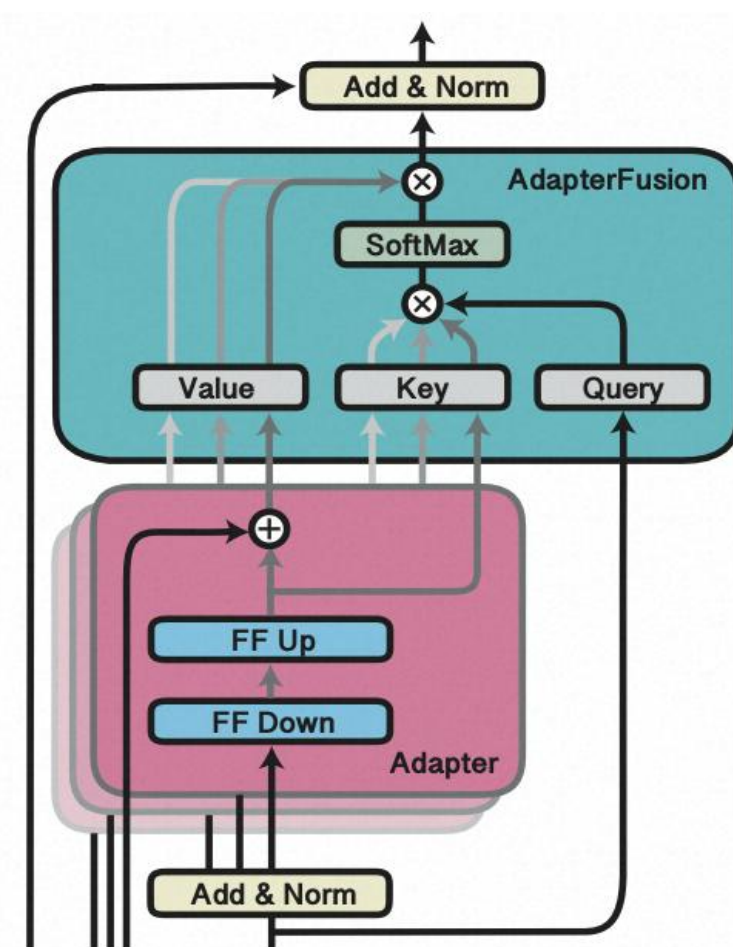 Add & Norm
AdapterFusion
SoftMax
Value
Key
Query
FF Up
FF Down
Adapter
Add & Norm